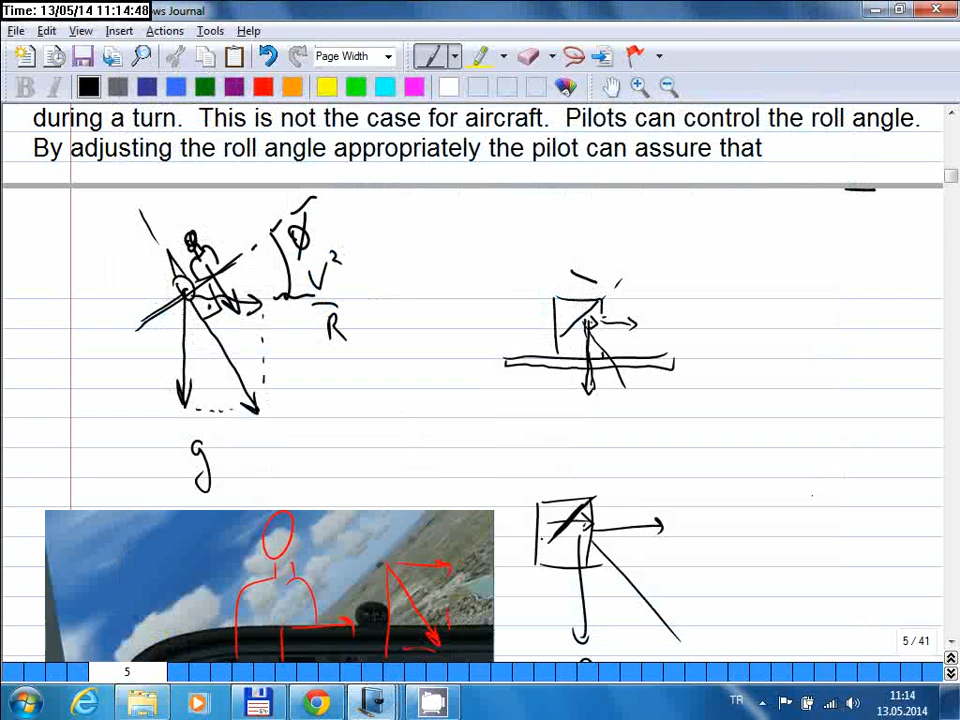 Time: 13/05/14 11:14:48
ws Journal
File Edit View Insert Actions Tools Help
Page Width
B I U
during a turn. This is not the case for aircraft. Pilots can control the roll angle.
By adjusting the roll angle appropriately the pilot can assure that
Φ
V²
R
g
5 / 41
5
TR
11:14
13.05.2014